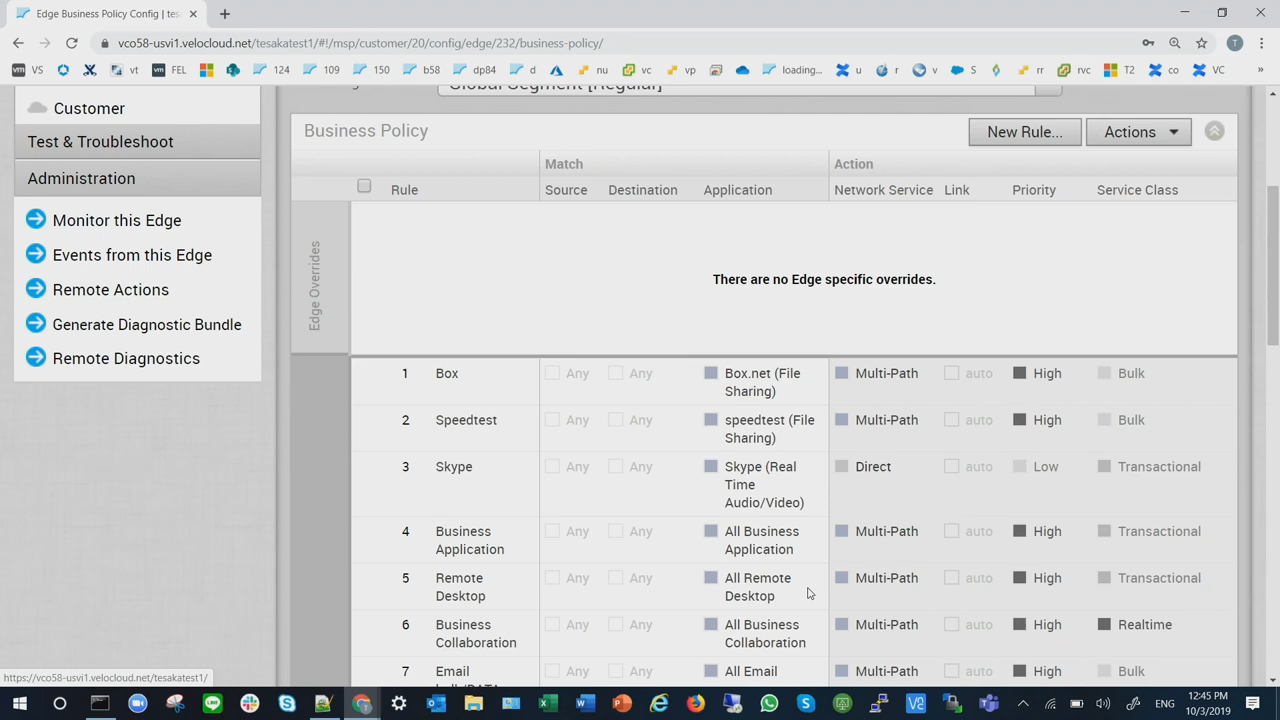 Edge Business Policy Config | tes
vco58-usvi1.velocloud.net/tesakatest1/#!/msp/customer/20/config/edge/232/business-policy/
T
VS vt FEL 124 109 150 b58 dp84 d nu vc vp loading... u r v S rr rvc T2 co VC »
Customer
Test & Troubleshoot
Administration
Monitor this Edge
Events from this Edge
Remote Actions
Generate Diagnostic Bundle
Remote Diagnostics
Global Segment [Regular]
Business Policy New Rule... Actions
Match Action
Rule Source Destination Application Network Service Link Priority Service Class
Edge Overrides
There are no Edge specific overrides.
1 Box Any Any Box.net (File Multi-Path auto High Bulk
Sharing)
2 Speedtest Any Any speedtest (File Multi-Path auto High Bulk
Sharing)
3 Skype Any Any Skype (Real Direct auto Low Transactional
Time
Audio/Video)
4 Business Any Any All Business Multi-Path auto High Transactional
Application Application
5 Remote Any Any All Remote Multi-Path auto High Transactional
Desktop Desktop
6 Business Any Any All Business Multi-Path auto High Realtime
Collaboration Collaboration
7 Email Any Any All Email Multi-Path auto High Bulk
https://vco58-usvi1.velocloud.net/tesakatest1/
12:45 PM
10/3/2019